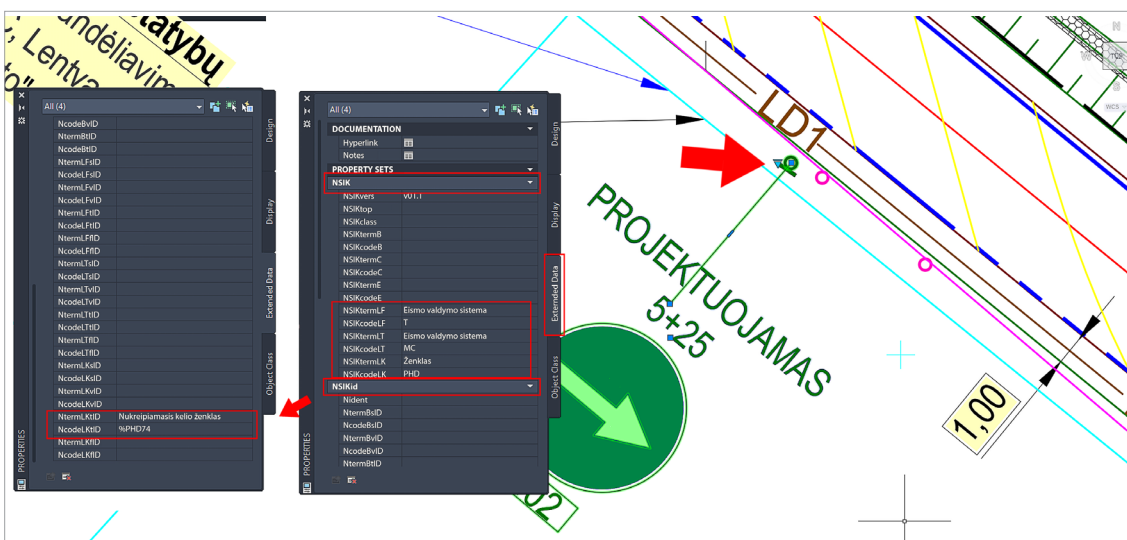 tatybų
andėliavim
, Lentva
to"
All (4)
NcodeBvID
NtermBtID
NcodeBtID
NtermLFsID
NcodeLFsID
NtermLFvID
NcodeLFvID
NtermLFtID
NcodeLFtID
NtermLFfID
NcodeLFfID
NtermLTsID
NcodeLTsID
NtermLTvID
NcodeLTvID
NtermLTtID
NcodeLTtID
NtermLTfID
NcodeLTfID
NtermLKsID
NcodeLKsID
NtermLKvID
NcodeLKvID
NtermLKtID Nukreipiamasis kelio ženklas
NcodeLKtID %PHD74
NtermLKfID
NcodeLKfID
Design
Display
Extended Data
Object Class
PROPERTIES
All (4)
DOCUMENTATION
Hyperlink
Notes
PROPERTY SETS
NSIK
NSIKvers v01.1
NSIKtop
NSIKclass
NSIKtermB
NSIKcodeB
NSIKtermC
NSIKcodeC
NSIKtermE
NSIKcodeE
NSIKtermLF Eismo valdymo sistema
NSIKcodeLF T
NSIKtermLT Eismo valdymo sistema
NSIKcodeLT MC
NSIKtermLK Ženklas
NSIKcodeLK PHD
NSIKid
Nident
NtermBsID
NcodeBsID
NtermBvID
NcodeBvID
NtermBtID
Design
Display
Extended Data
Object Class
PROPERTIES
LD1
PROJEKTUOJAMAS
5+25
1,00
02
N
W
TOP
S
WCS